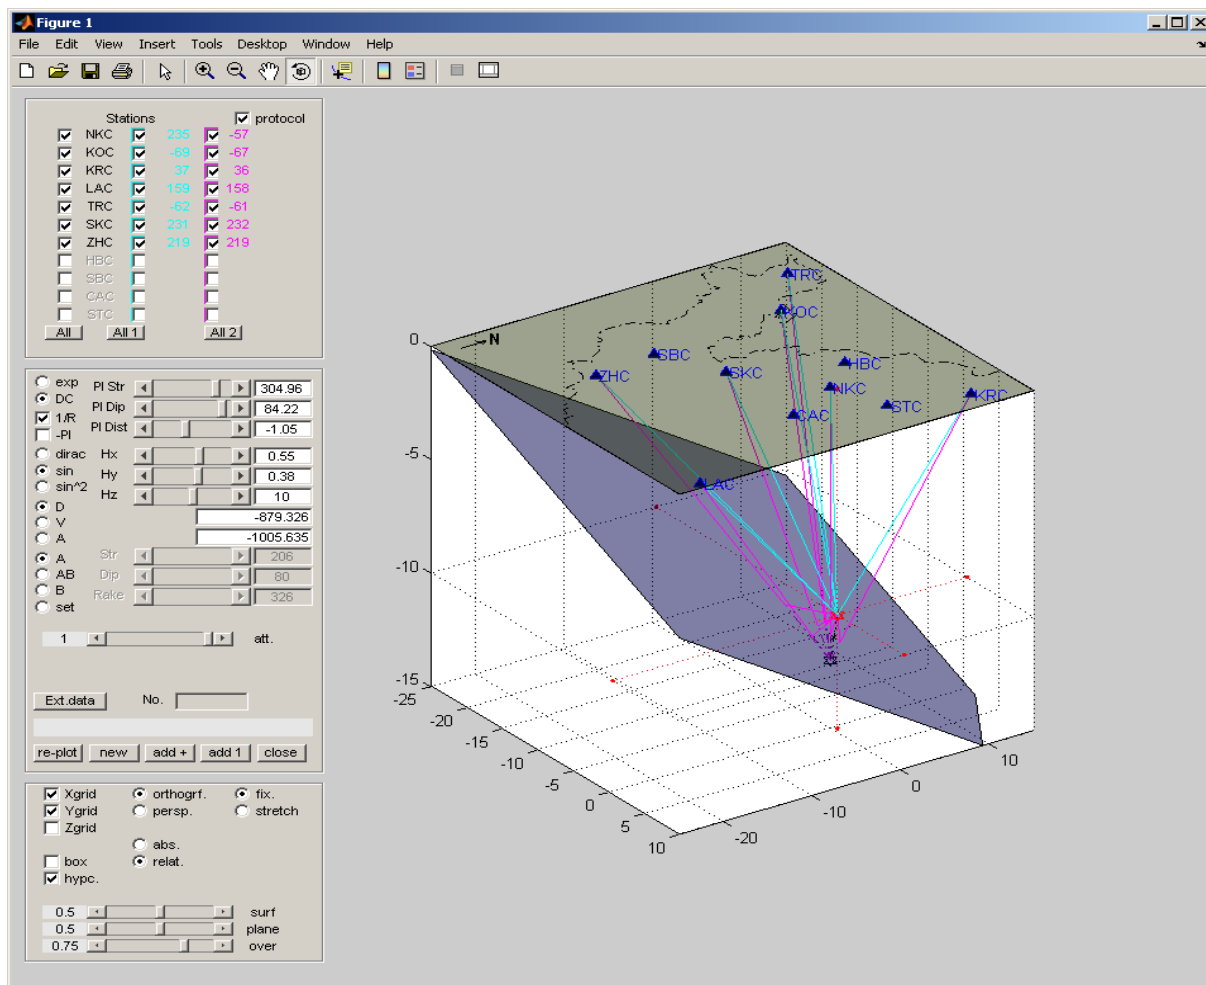 Figure 1
File Edit View Insert Tools Desktop Window Help
Stations protocol
NKC 235 -57
KOC -69 -67
KRC 37 36
LAC 159 158
TRC -62 -61
SKC 231 232
ZHC 219 219
HBC
SBC
CAC
STC
All All 1 All 2
exp Pl Str 304.96
DC
Pl Dip 84.22
1/R
-Pl Pl Dist -1.05
dirac Hx 0.55
sin Hy 0.38
sin^2 Hz 10
D -879.326
V
A -1005.635
A Str 206
AB Dip 80
B Rake 326
set
1 att.
Ext.data No.
re-plot new add + add 1 close
Xgrid orthogrf. fix.
Ygrid persp. stretch
Zgrid
abs.
box relat.
hypc.
0.5 surf
0.5 plane
0.75 over
TRC
KOC
N
SBC
HBC
ZHC
SKC
NKC
KRC
STC
CAC
LAC
0
-5
-10
-15
-25
-20
-15
-10
-5
0
5
10
-20
-10
0
10